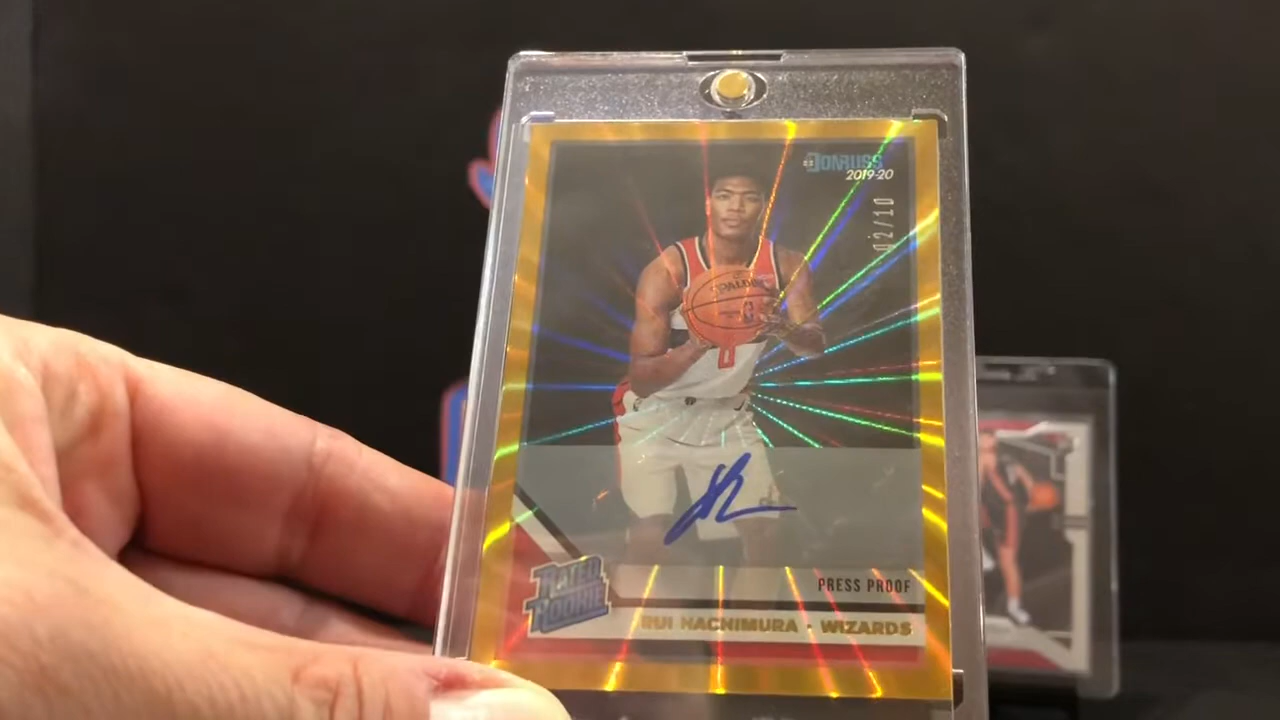 DONRUSS
2019-20
02/10
SPALDING
0
RATED
ROOKIE
PRESS PROOF
RUI HACHIMURA · WIZARDS